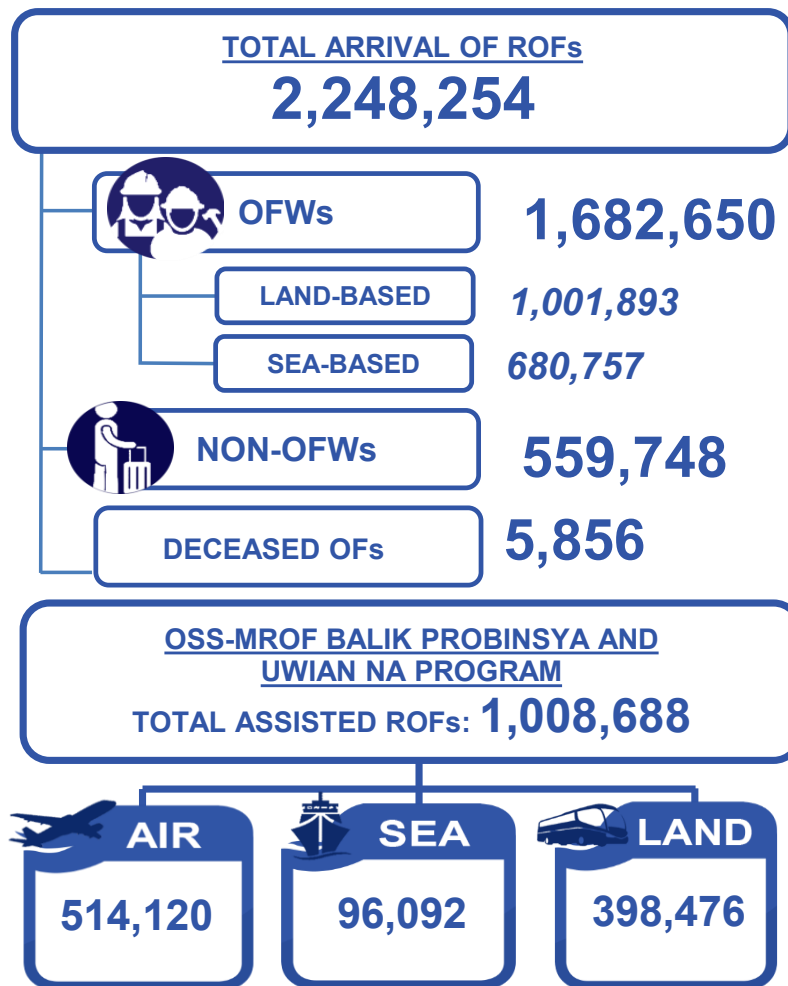 TOTAL ARRIVAL OF ROFs
2,248,254
OFWs 1,682,650
LAND-BASED 1,001,893
SEA-BASED 680,757
NON-OFWs 559,748
DECEASED OFs 5,856
OSS-MROF BALIK PROBINSYA AND
UWIAN NA PROGRAM
TOTAL ASSISTED ROFs: 1,008,688
AIR SEA LAND
514,120 96,092 398,476